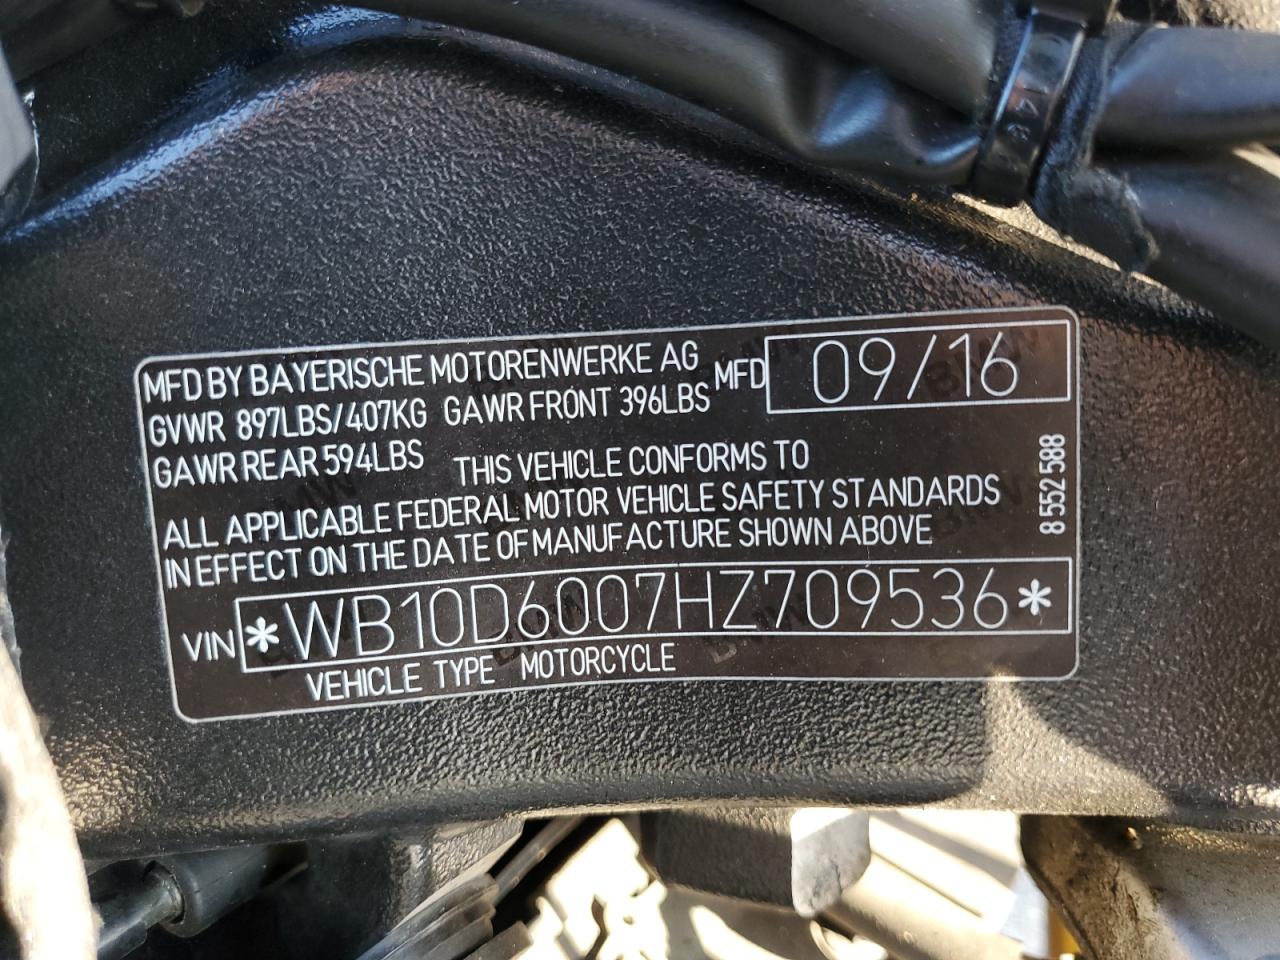 MFD BY BAYERISCHE MOTORENWERKE AG MFD 09/16
GVWR 897LBS/407KG GAWR FRONT 396LBS
GAWR REAR 594LBS THIS VEHICLE CONFORMS TO
ALL APPLICABLE FEDERAL MOTOR VEHICLE SAFETY STANDARDS
IN EFFECT ON THE DATE OF MANUFACTURE SHOWN ABOVE
8 552 588
VIN *WB10D6007HZ709536*
VEHICLE TYPE MOTORCYCLE